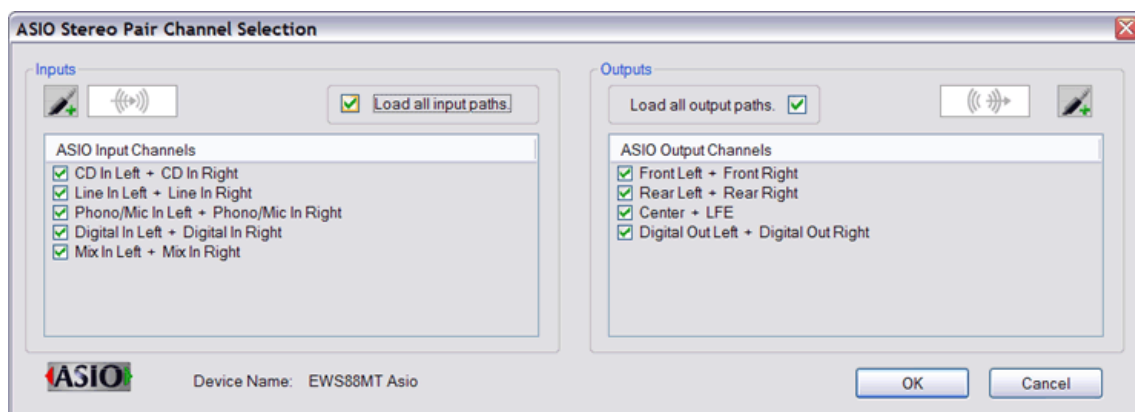 ASIO Stereo Pair Channel Selection
Inputs
Load all input paths.
ASIO Input Channels
CD In Left + CD In Right
Line In Left + Line In Right
Phono/Mic In Left + Phono/Mic In Right
Digital In Left + Digital In Right
Mix In Left + Mix In Right
Outputs
Load all output paths.
ASIO Output Channels
Front Left + Front Right
Rear Left + Rear Right
Center + LFE
Digital Out Left + Digital Out Right
ASIO
Device Name: EWS88MT Asio
OK
Cancel